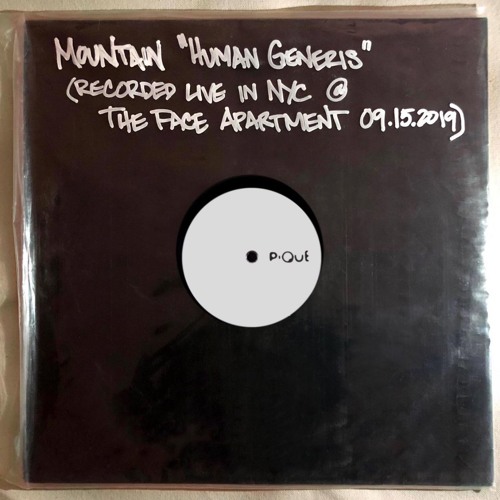 MOUNTAIN "HUMAN GENERIS"
(RECORDED LIVE IN NYC @
THE FACE APARTMENT 09.15.2019)
P·QUE